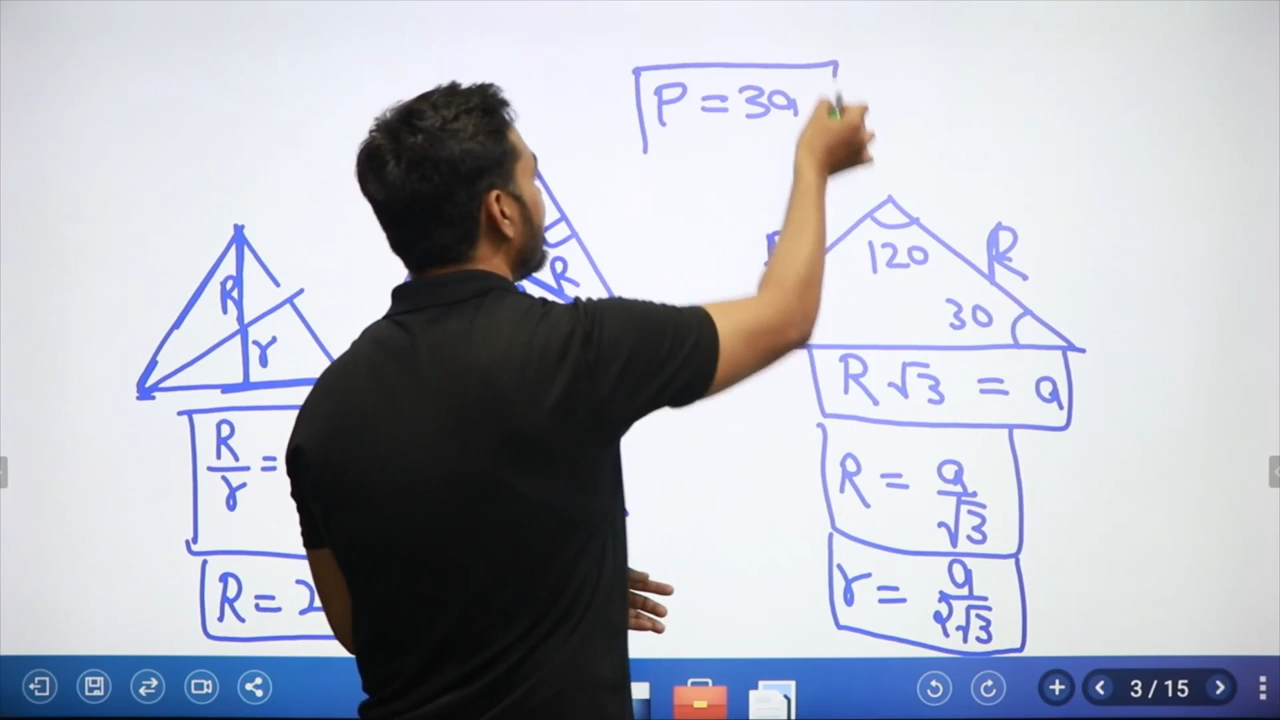 P = 3a
R
r
R
120
R
30
R√3 = a
R/r =
R = a/√3
R = 2
r = a/2√3
3 / 15